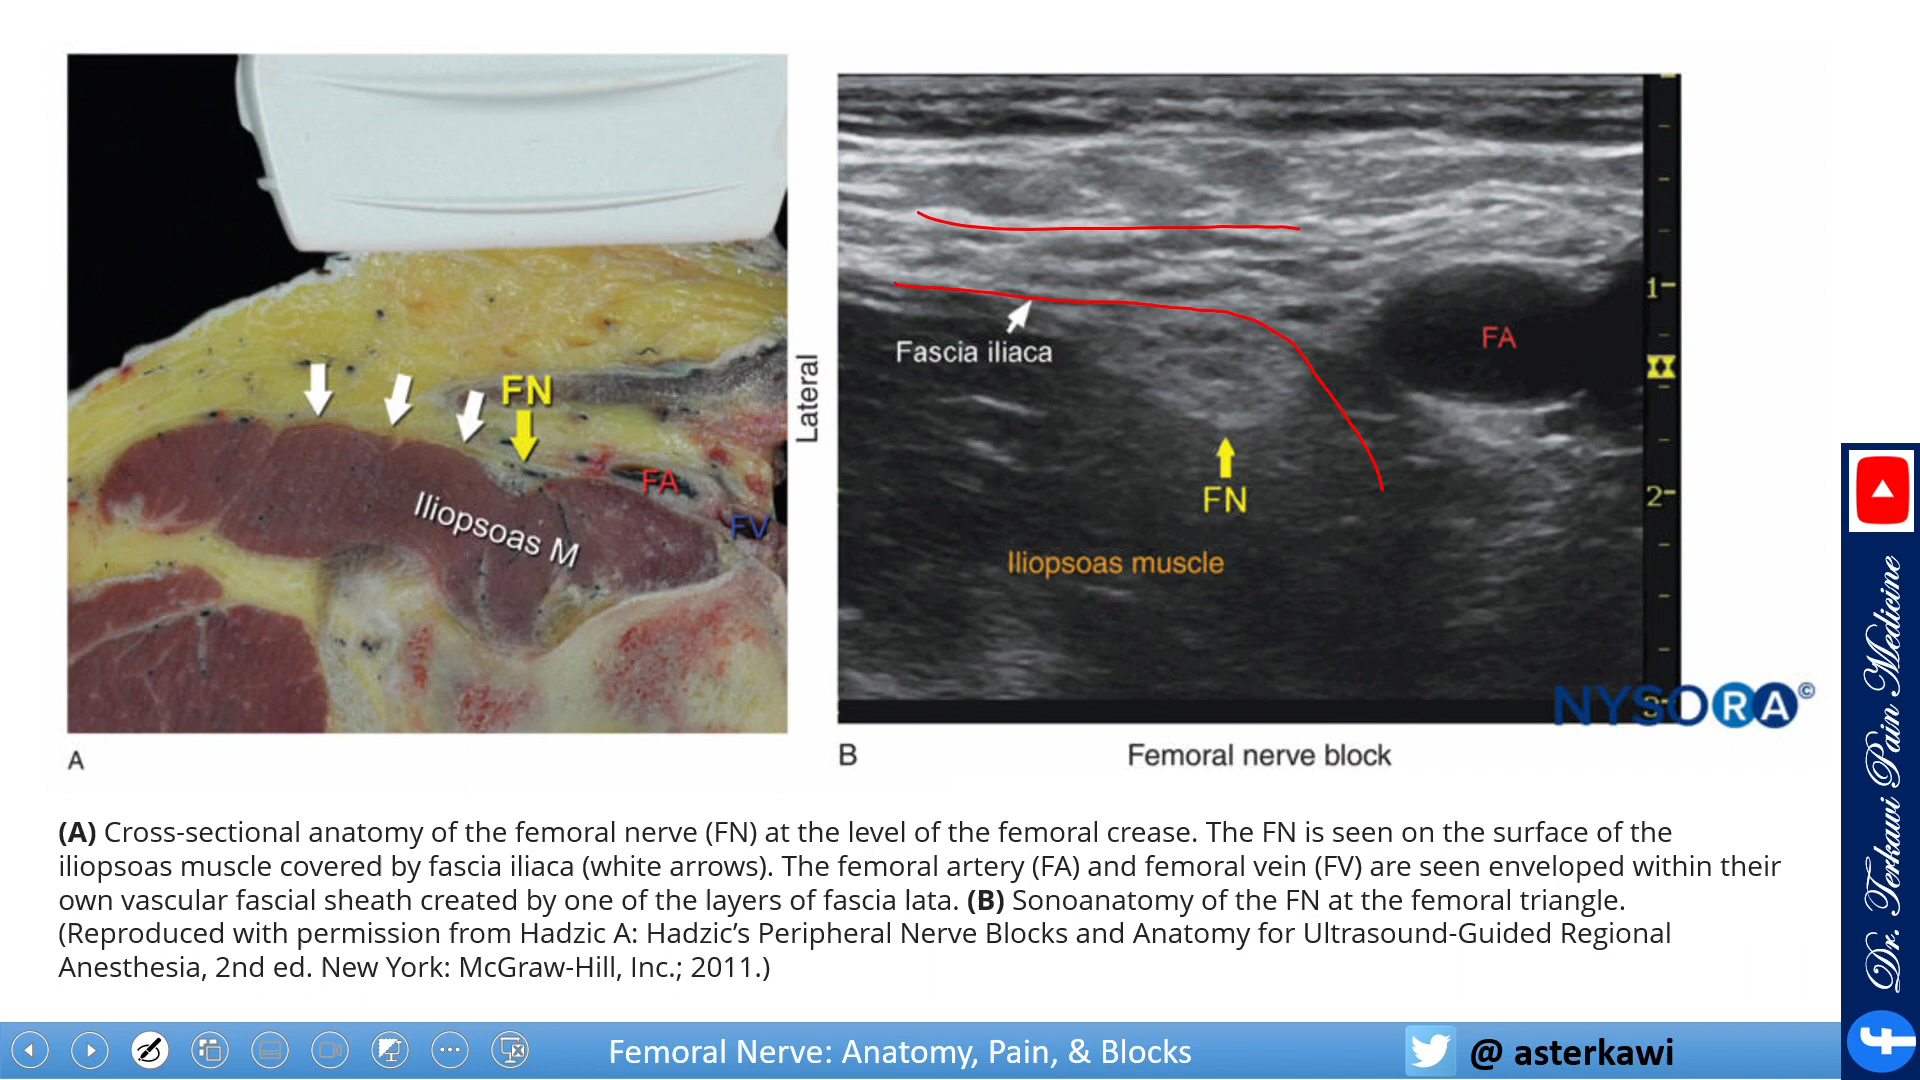 FN
FA
FV
Iliopsoas M
A
Lateral
Fascia iliaca
FA
FN
Iliopsoas muscle
1
2
3
NYSORA©
B
Femoral nerve block
(A) Cross-sectional anatomy of the femoral nerve (FN) at the level of the femoral crease. The FN is seen on the surface of the
iliopsoas muscle covered by fascia iliaca (white arrows). The femoral artery (FA) and femoral vein (FV) are seen enveloped within their
own vascular fascial sheath created by one of the layers of fascia lata. (B) Sonoanatomy of the FN at the femoral triangle.
(Reproduced with permission from Hadzic A: Hadzic’s Peripheral Nerve Blocks and Anatomy for Ultrasound-Guided Regional
Anesthesia, 2nd ed. New York: McGraw-Hill, Inc.; 2011.)
Dr. Terkawi Pain Medicine
Femoral Nerve: Anatomy, Pain, & Blocks
@ asterkawi